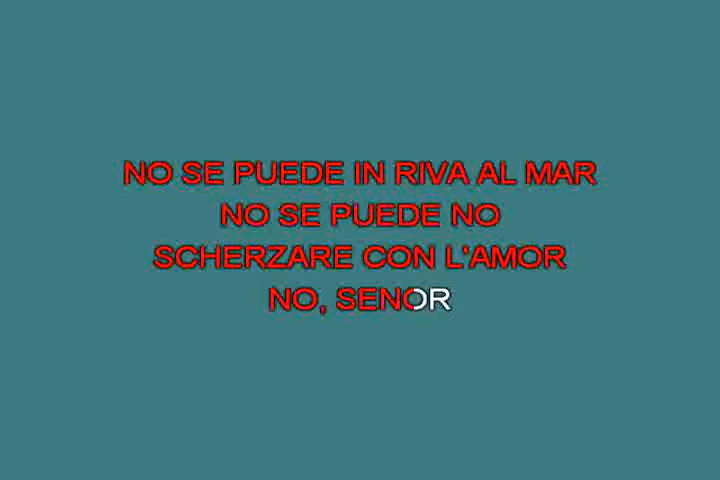 NO SE PUEDE IN RIVA AL MAR
NO SE PUEDE NO
SCHERZARE CON L'AMOR
NO, SENOR